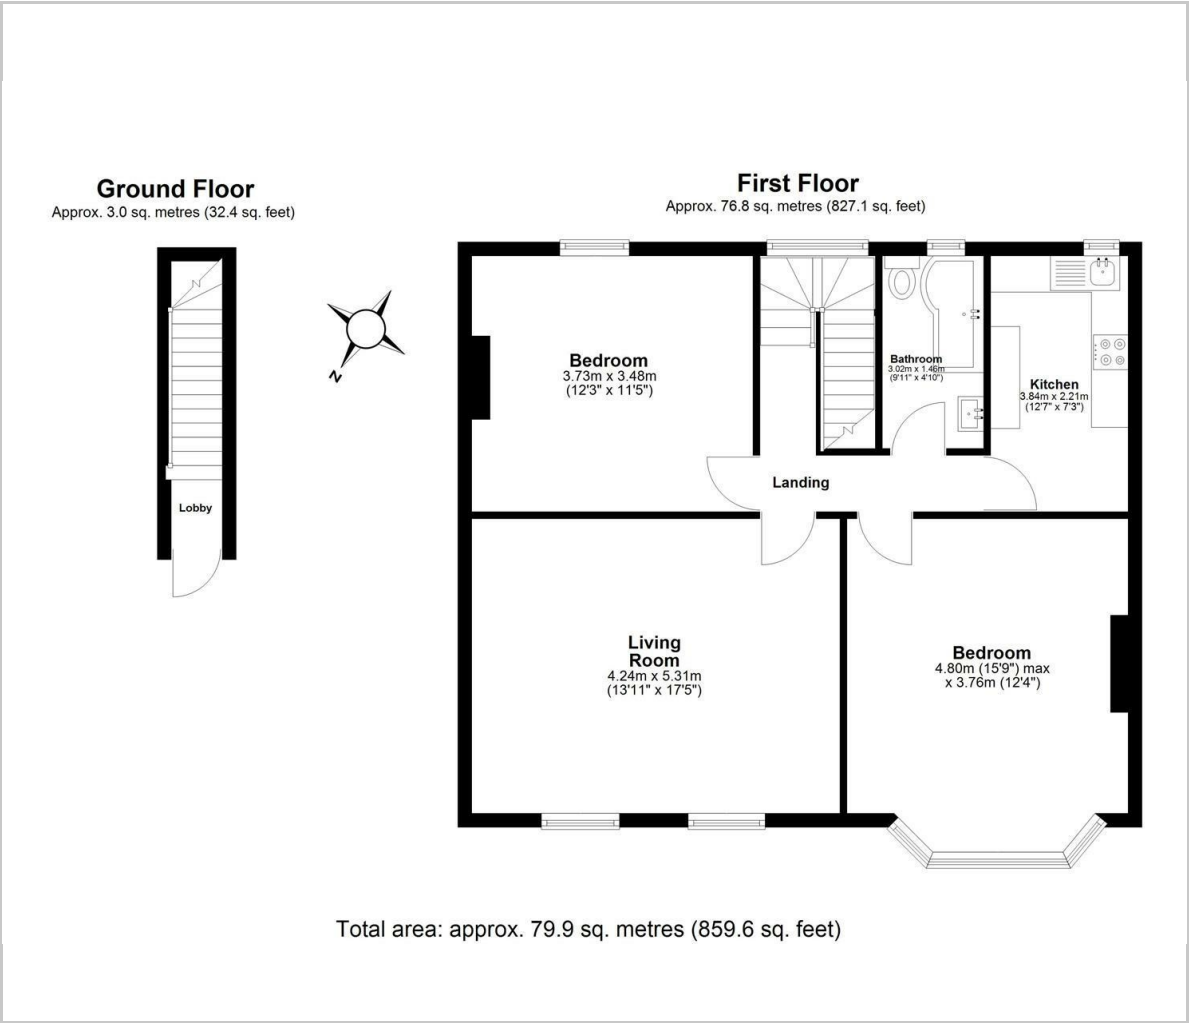 Ground Floor
Approx. 3.0 sq. metres (32.4 sq. feet)
Lobby
N
First Floor
Approx. 76.8 sq. metres (827.1 sq. feet)
Bedroom
3.73m x 3.48m
(12'3" x 11'5")
Bathroom
3.02m x 1.46m
(9'11" x 4'10")
Kitchen
3.84m x 2.21m
(12'7" x 7'3")
Landing
Living
Room
4.24m x 5.31m
(13'11" x 17'5")
Bedroom
4.80m (15'9") max
x 3.76m (12'4")
Total area: approx. 79.9 sq. metres (859.6 sq. feet)